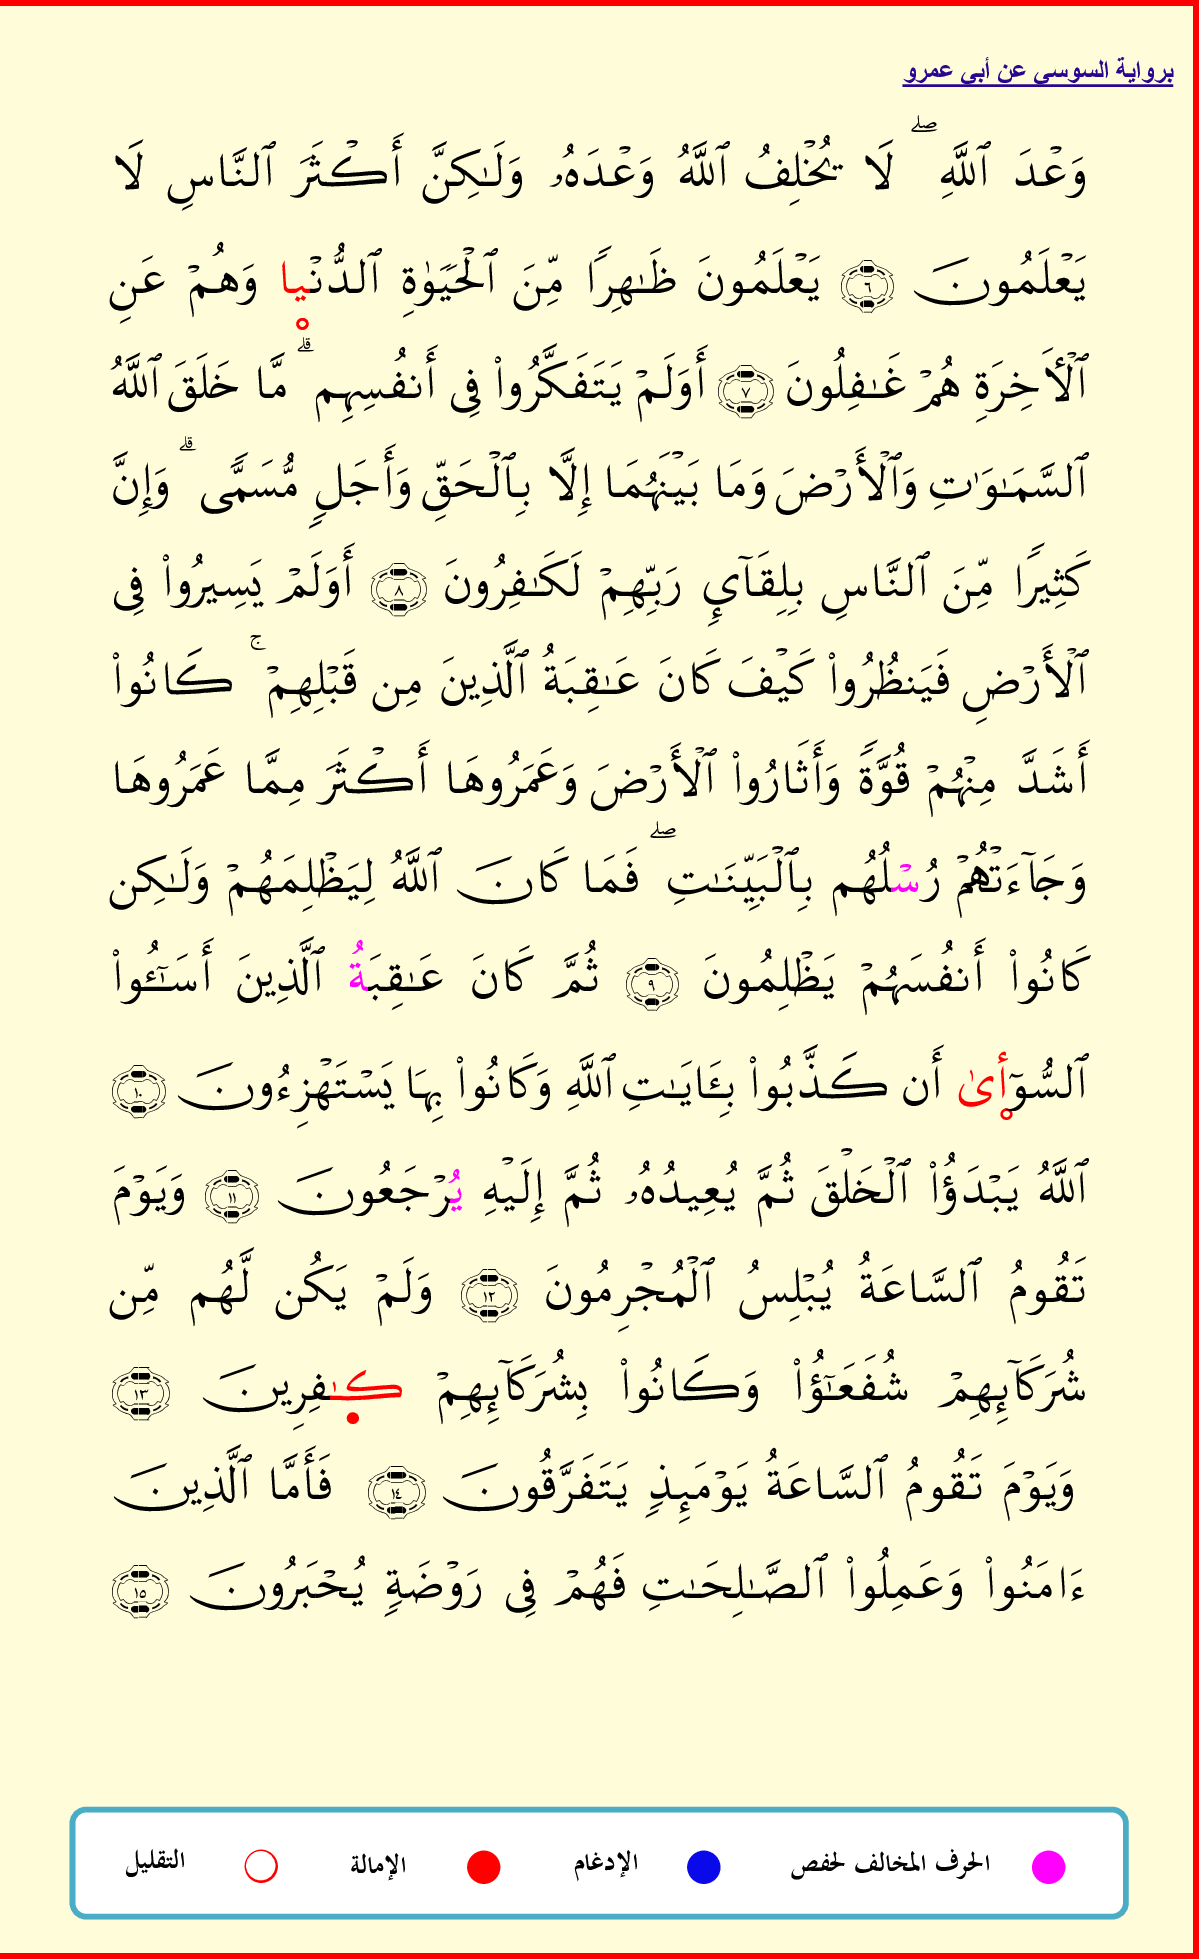 برواية السوسي عن أبي عمرو
وَعْدَ ٱللَّهِ ۖ لَا يُخْلِفُ ٱللَّهُ وَعْدَهُۥ وَلَـٰكِنَّ أَكْثَرَ ٱلنَّاسِ لَا
يَعْلَمُونَ ٦ يَعْلَمُونَ ظَـٰهِرًا مِّنَ ٱلْحَيَوٰةِ ٱلدُّنْيا وَهُمْ عَنِ
ٱلْأَخِرَةِ هُمْ غَـٰفِلُونَ ٧ أَوَلَمْ يَتَفَكَّرُوا۟ فِى أَنفُسِهِم ۗ مَّا خَلَقَ ٱللَّهُ
ٱلسَّمَـٰوَٰتِ وَٱلْأَرْضَ وَمَا بَيْنَهُمَا إِلَّا بِٱلْحَقِّ وَأَجَلٍ مُّسَمًّى ۗ وَإِنَّ
كَثِيرًا مِّنَ ٱلنَّاسِ بِلِقَآىِٕ رَبِّهِمْ لَكَـٰفِرُونَ ٨ أَوَلَمْ يَسِيرُوا۟ فِى
ٱلْأَرْضِ فَيَنظُرُوا۟ كَيْفَ كَانَ عَـٰقِبَةُ ٱلَّذِينَ مِن قَبْلِهِمْ ۚ كَانُوا۟
أَشَدَّ مِنْهُمْ قُوَّةً وَأَثَارُوا۟ ٱلْأَرْضَ وَعَمَرُوهَا أَكْثَرَ مِمَّا عَمَرُوهَا
وَجَآءَتْهُمْ رُسْلُهُم بِٱلْبَيِّنَـٰتِ ۖ فَمَا كَانَ ٱللَّهُ لِيَظْلِمَهُمْ وَلَـٰكِن
كَانُوا۟ أَنفُسَهُمْ يَظْلِمُونَ ٩ ثُمَّ كَانَ عَـٰقِبَةُ ٱلَّذِينَ أَسَـٰٓـُٔوا۟
ٱلسُّوٓأىٰ أَن كَذَّبُوا۟ بِـَٔايَـٰتِ ٱللَّهِ وَكَانُوا۟ بِهَا يَسْتَهْزِءُونَ ١٠
ٱللَّهُ يَبْدَؤُا۟ ٱلْخَلْقَ ثُمَّ يُعِيدُهُۥ ثُمَّ إِلَيْهِ يُرْجَعُونَ ١١ وَيَوْمَ
تَقُومُ ٱلسَّاعَةُ يُبْلِسُ ٱلْمُجْرِمُونَ ١٢ وَلَمْ يَكُن لَّهُم مِّن
شُرَكَآئِهِمْ شُفَعَـٰٓؤُا۟ وَكَانُوا۟ بِشُرَكَآئِهِمْ كَـٰفِرِينَ ١٣
وَيَوْمَ تَقُومُ ٱلسَّاعَةُ يَوْمَئِذٍ يَتَفَرَّقُونَ ١٤ فَأَمَّا ٱلَّذِينَ
ءَامَنُوا۟ وَعَمِلُوا۟ ٱلصَّـٰلِحَـٰتِ فَهُمْ فِى رَوْضَةٍ يُحْبَرُونَ ١٥
الحرف المخالف لحفص الإدغام الإمالة التقليل